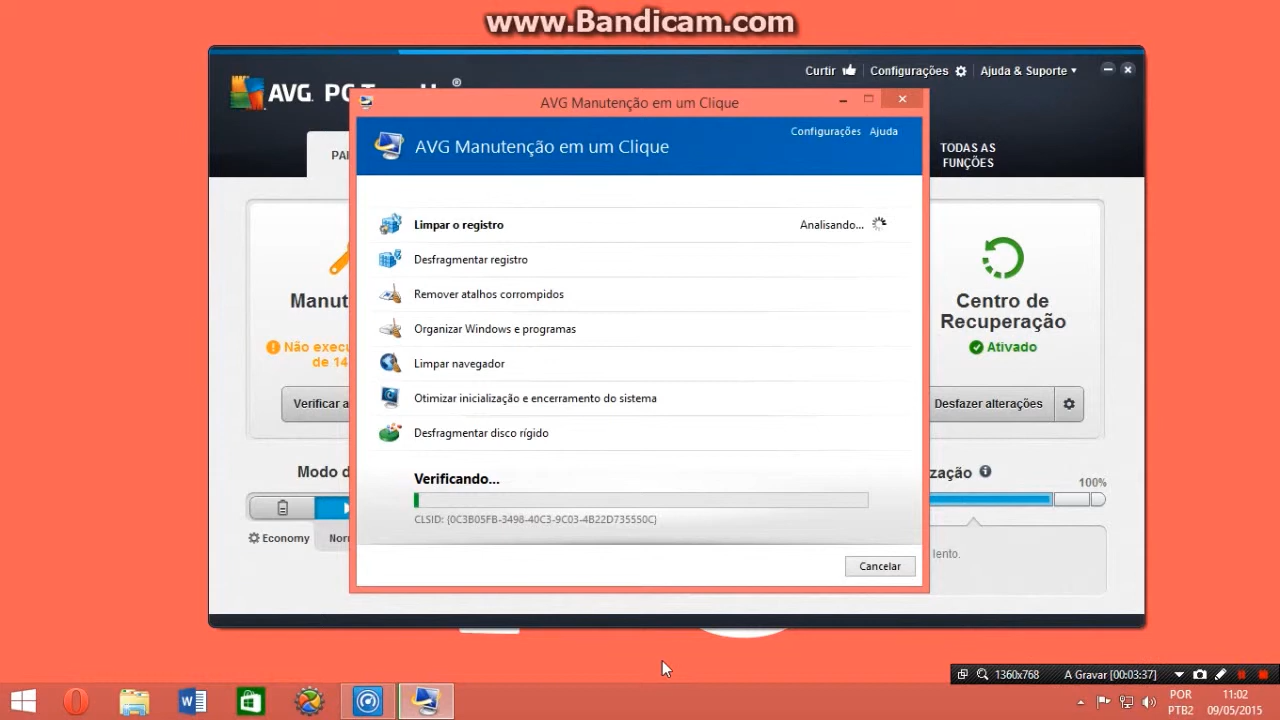 www.Bandicam.com
Curtir
Configurações
Ajuda & Suporte
AVG. PC
®
AVG Manutenção em um Clique
Configurações
Ajuda
AVG Manutenção em um Clique
TODAS AS
FUNÇÕES
Limpar o registro
Analisando...
Desfragmentar registro
Remover atalhos corrompidos
Organizar Windows e programas
Limpar navegador
Otimizar inicialização e encerramento do sistema
Desfragmentar disco rígido
Verificando...
CLSID: {0C3B05FB-3498-40C3-9C03-4B22D735550C}
Cancelar
Manut
Não execu
de 14
Verificar a
Centro de
Recuperação
Ativado
Desfazer alterações
Modo d
Economy
Nor
zação
100%
lento.
1360x768
A Gravar [00:03:37]
POR
PTB2
11:02
09/05/2015